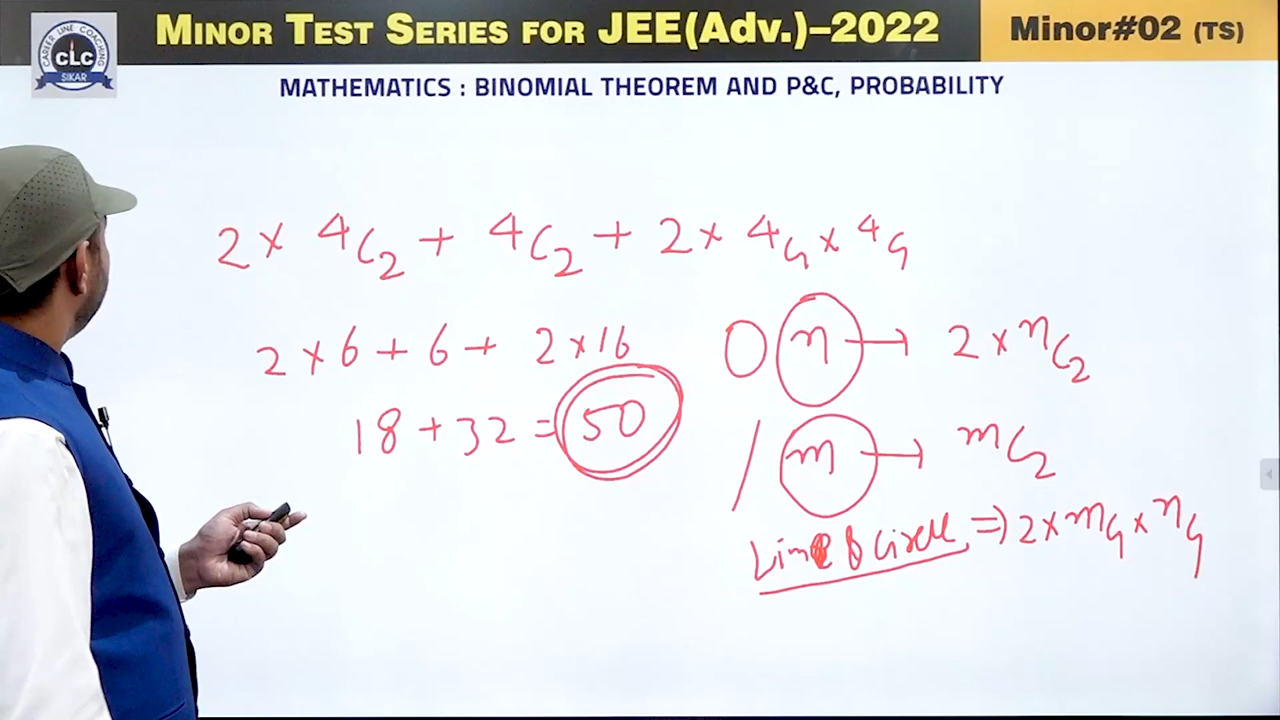 CAREER LINE COACHING
CLC
SIKAR
MINOR TEST SERIES FOR JEE(Adv.)–2022
Minor#02 (TS)
MATHEMATICS : BINOMIAL THEOREM AND P&C, PROBABILITY
2 × ⁴C₂ + ⁴C₂ + 2 × ⁴C₁ × ⁴C₁
2 × 6 + 6 + 2 × 16
18 + 32 = 50
n → 2 × ⁿC₂
m → ᵐC₂
Line & circle ⇒ 2 × ᵐC₁ × ⁿC₁